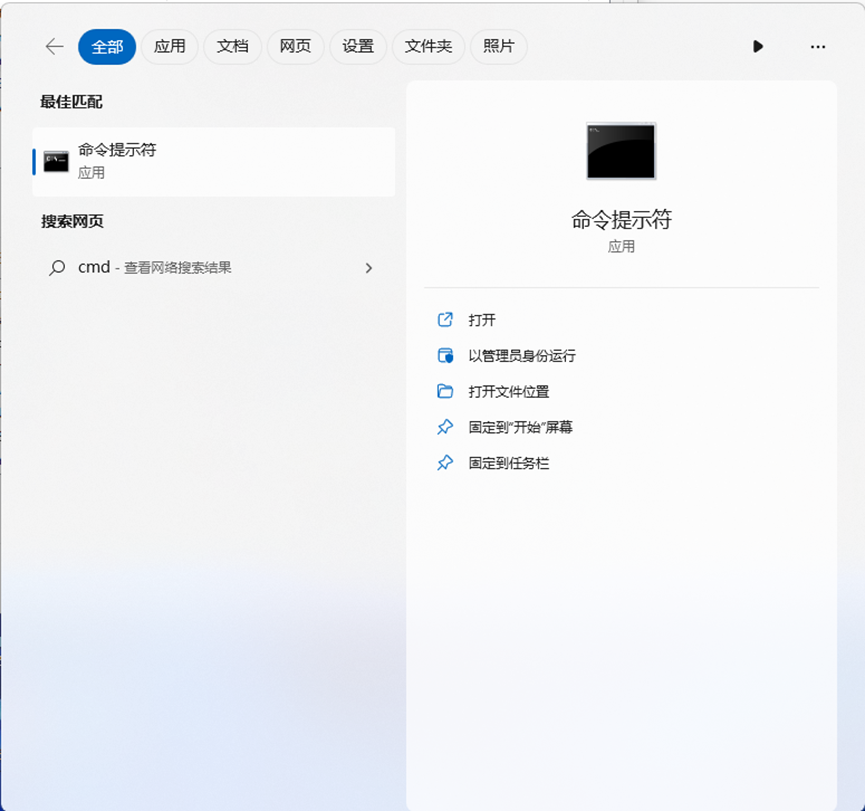 全部 应用 文档 网页 设置 文件夹 照片
最佳匹配
命令提示符
应用
搜索网页
cmd - 查看网络搜索结果
命令提示符
应用
打开
以管理员身份运行
打开文件位置
固定到"开始"屏幕
固定到任务栏